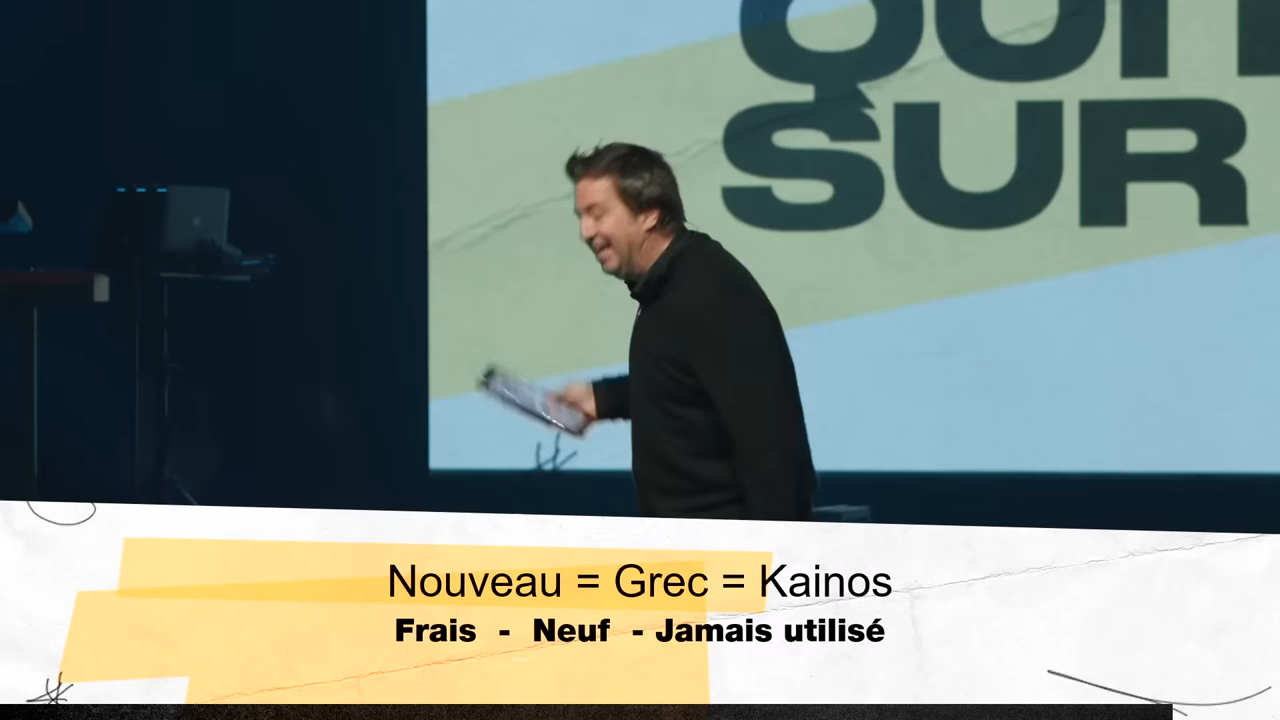 SUR
Nouveau = Grec = Kainos
Frais - Neuf - Jamais utilisé